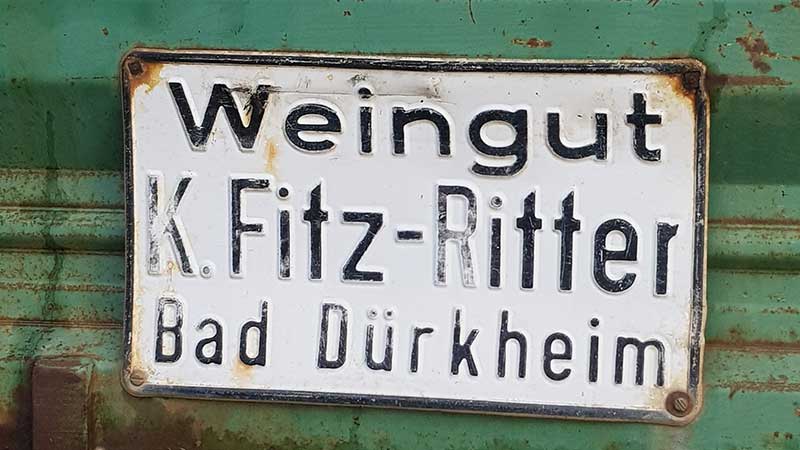 Weingut
K. Fitz-Ritter
Bad Dürkheim